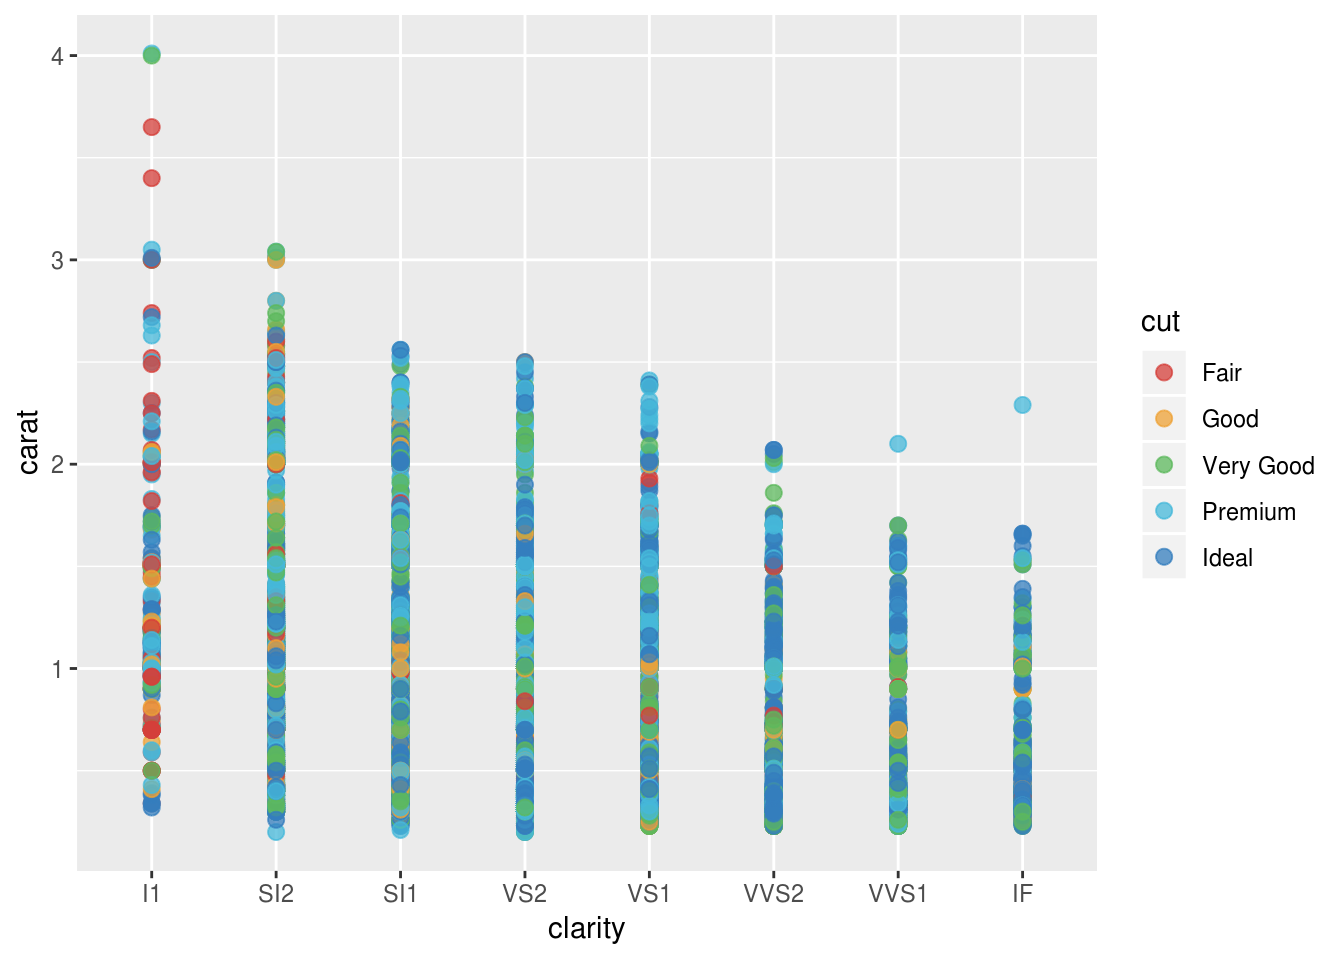 4
3
2
1
carat
I1 SI2 SI1 VS2 VS1 VVS2 VVS1 IF
clarity
cut
Fair
Good
Very Good
Premium
Ideal